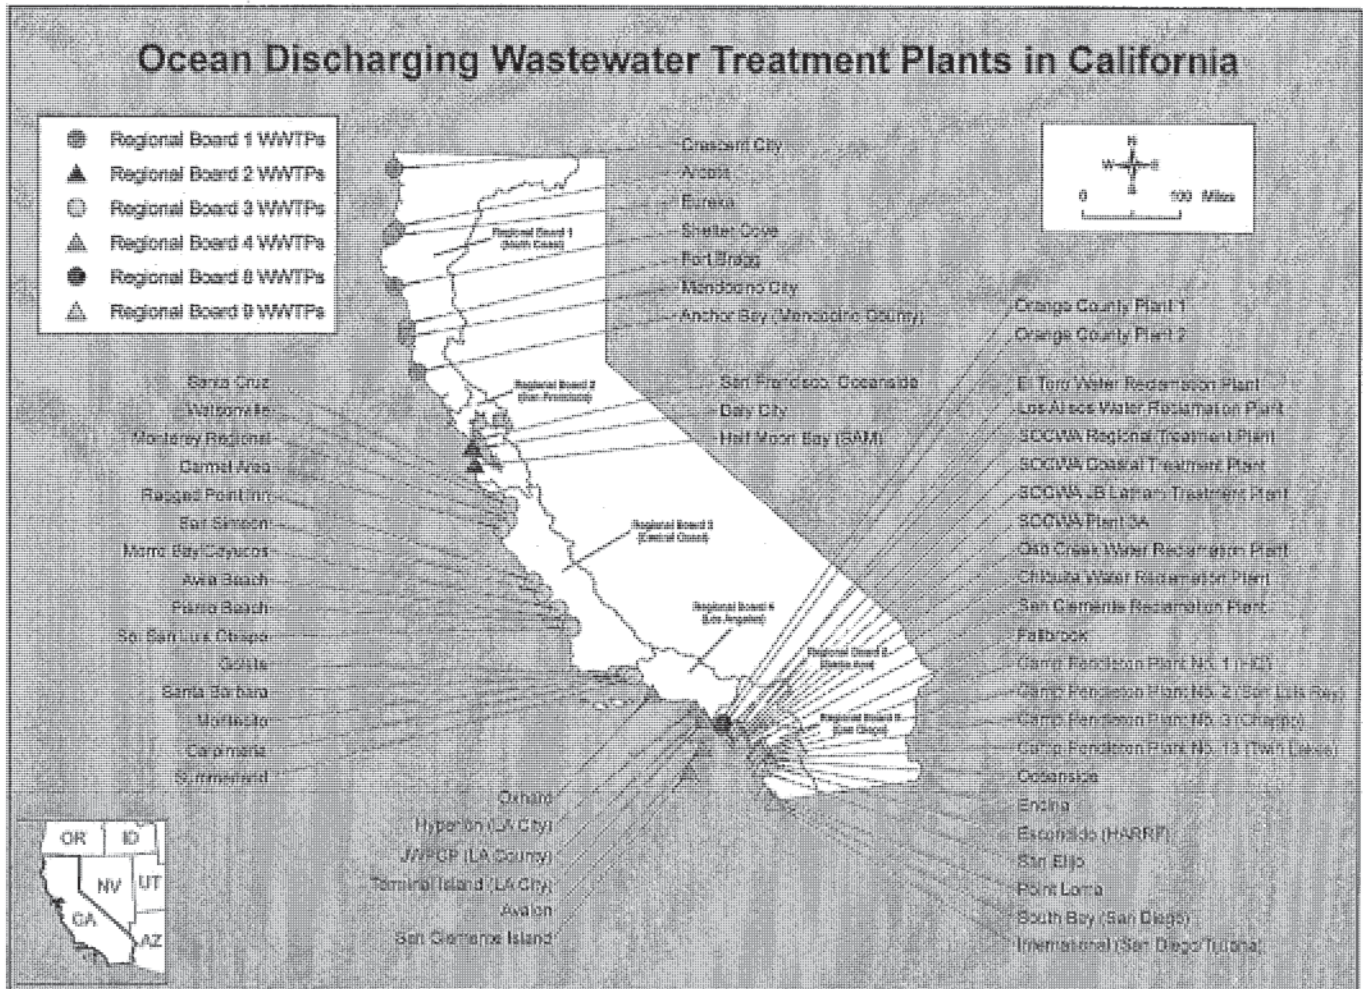 Ocean Discharging Wastewater Treatment Plants in California
Regional Board 1 WWTPs
Regional Board 2 WWTPs
Regional Board 3 WWTPs
Regional Board 4 WWTPs
Regional Board 8 WWTPs
Regional Board 9 WWTPs
N
W E
S
0 100 Miles
Crescent City
Arcata
Eureka
Shelter Cove
Fort Bragg
Mendocino City
Anchor Bay (Mendocino County)
Regional Board 1
(North Coast)
Regional Board 2
(San Francisco)
San Francisco, Oceanside
Daly City
Half Moon Bay (SAM)
Santa Cruz
Watsonville
Monterey Regional
Carmel Area
Ragged Point Inn
San Simeon
Morro Bay/Cayucos
Avila Beach
Pismo Beach
So. San Luis Obispo
Goleta
Santa Barbara
Montecito
Carpinteria
Summerland
Regional Board 3
(Central Coast)
Regional Board 4
(Los Angeles)
Regional Board 8
(Santa Ana)
Regional Board 9
(San Diego)
Oxnard
Hyperion (LA City)
JWPCP (LA County)
Terminal Island (LA City)
Avalon
San Clemente Island
Orange County Plant 1
Orange County Plant 2
El Toro Water Reclamation Plant
Los Alisos Water Reclamation Plant
SOCWA Regional Treatment Plant
SOCWA Coastal Treatment Plant
SOCWA JB Latham Treatment Plant
SOCWA Plant 3A
Oso Creek Water Reclamation Plant
Chiquita Water Reclamation Plant
San Clemente Reclamation Plant
Fallbrook
Camp Pendleton Plant No. 1 (HQ)
Camp Pendleton Plant No. 2 (San Luis Rey)
Camp Pendleton Plant No. 3 (Chappo)
Camp Pendleton Plant No. 13 (Twin Lakes)
Oceanside
Encina
Escondido (HARRF)
San Elijo
Point Loma
South Bay (San Diego)
International (San Diego/Tijuana)
OR ID
NV UT
CA
AZ